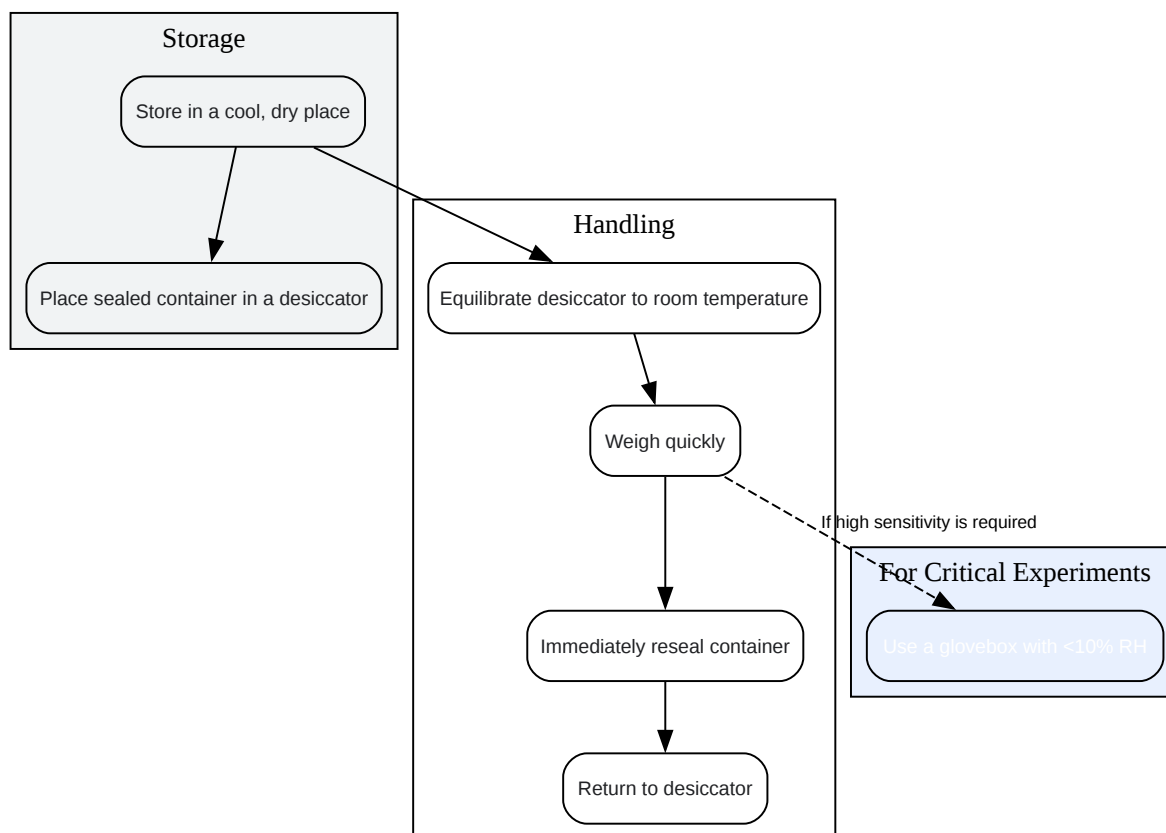 Storage
Store in a cool, dry place
Place sealed container in a desiccator
Handling
Equilibrate desiccator to room temperature
Weigh quickly
If high sensitivity is required
For Critical Experiments
Use a glovebox with <10% RH
Immediately reseal container
Return to desiccator